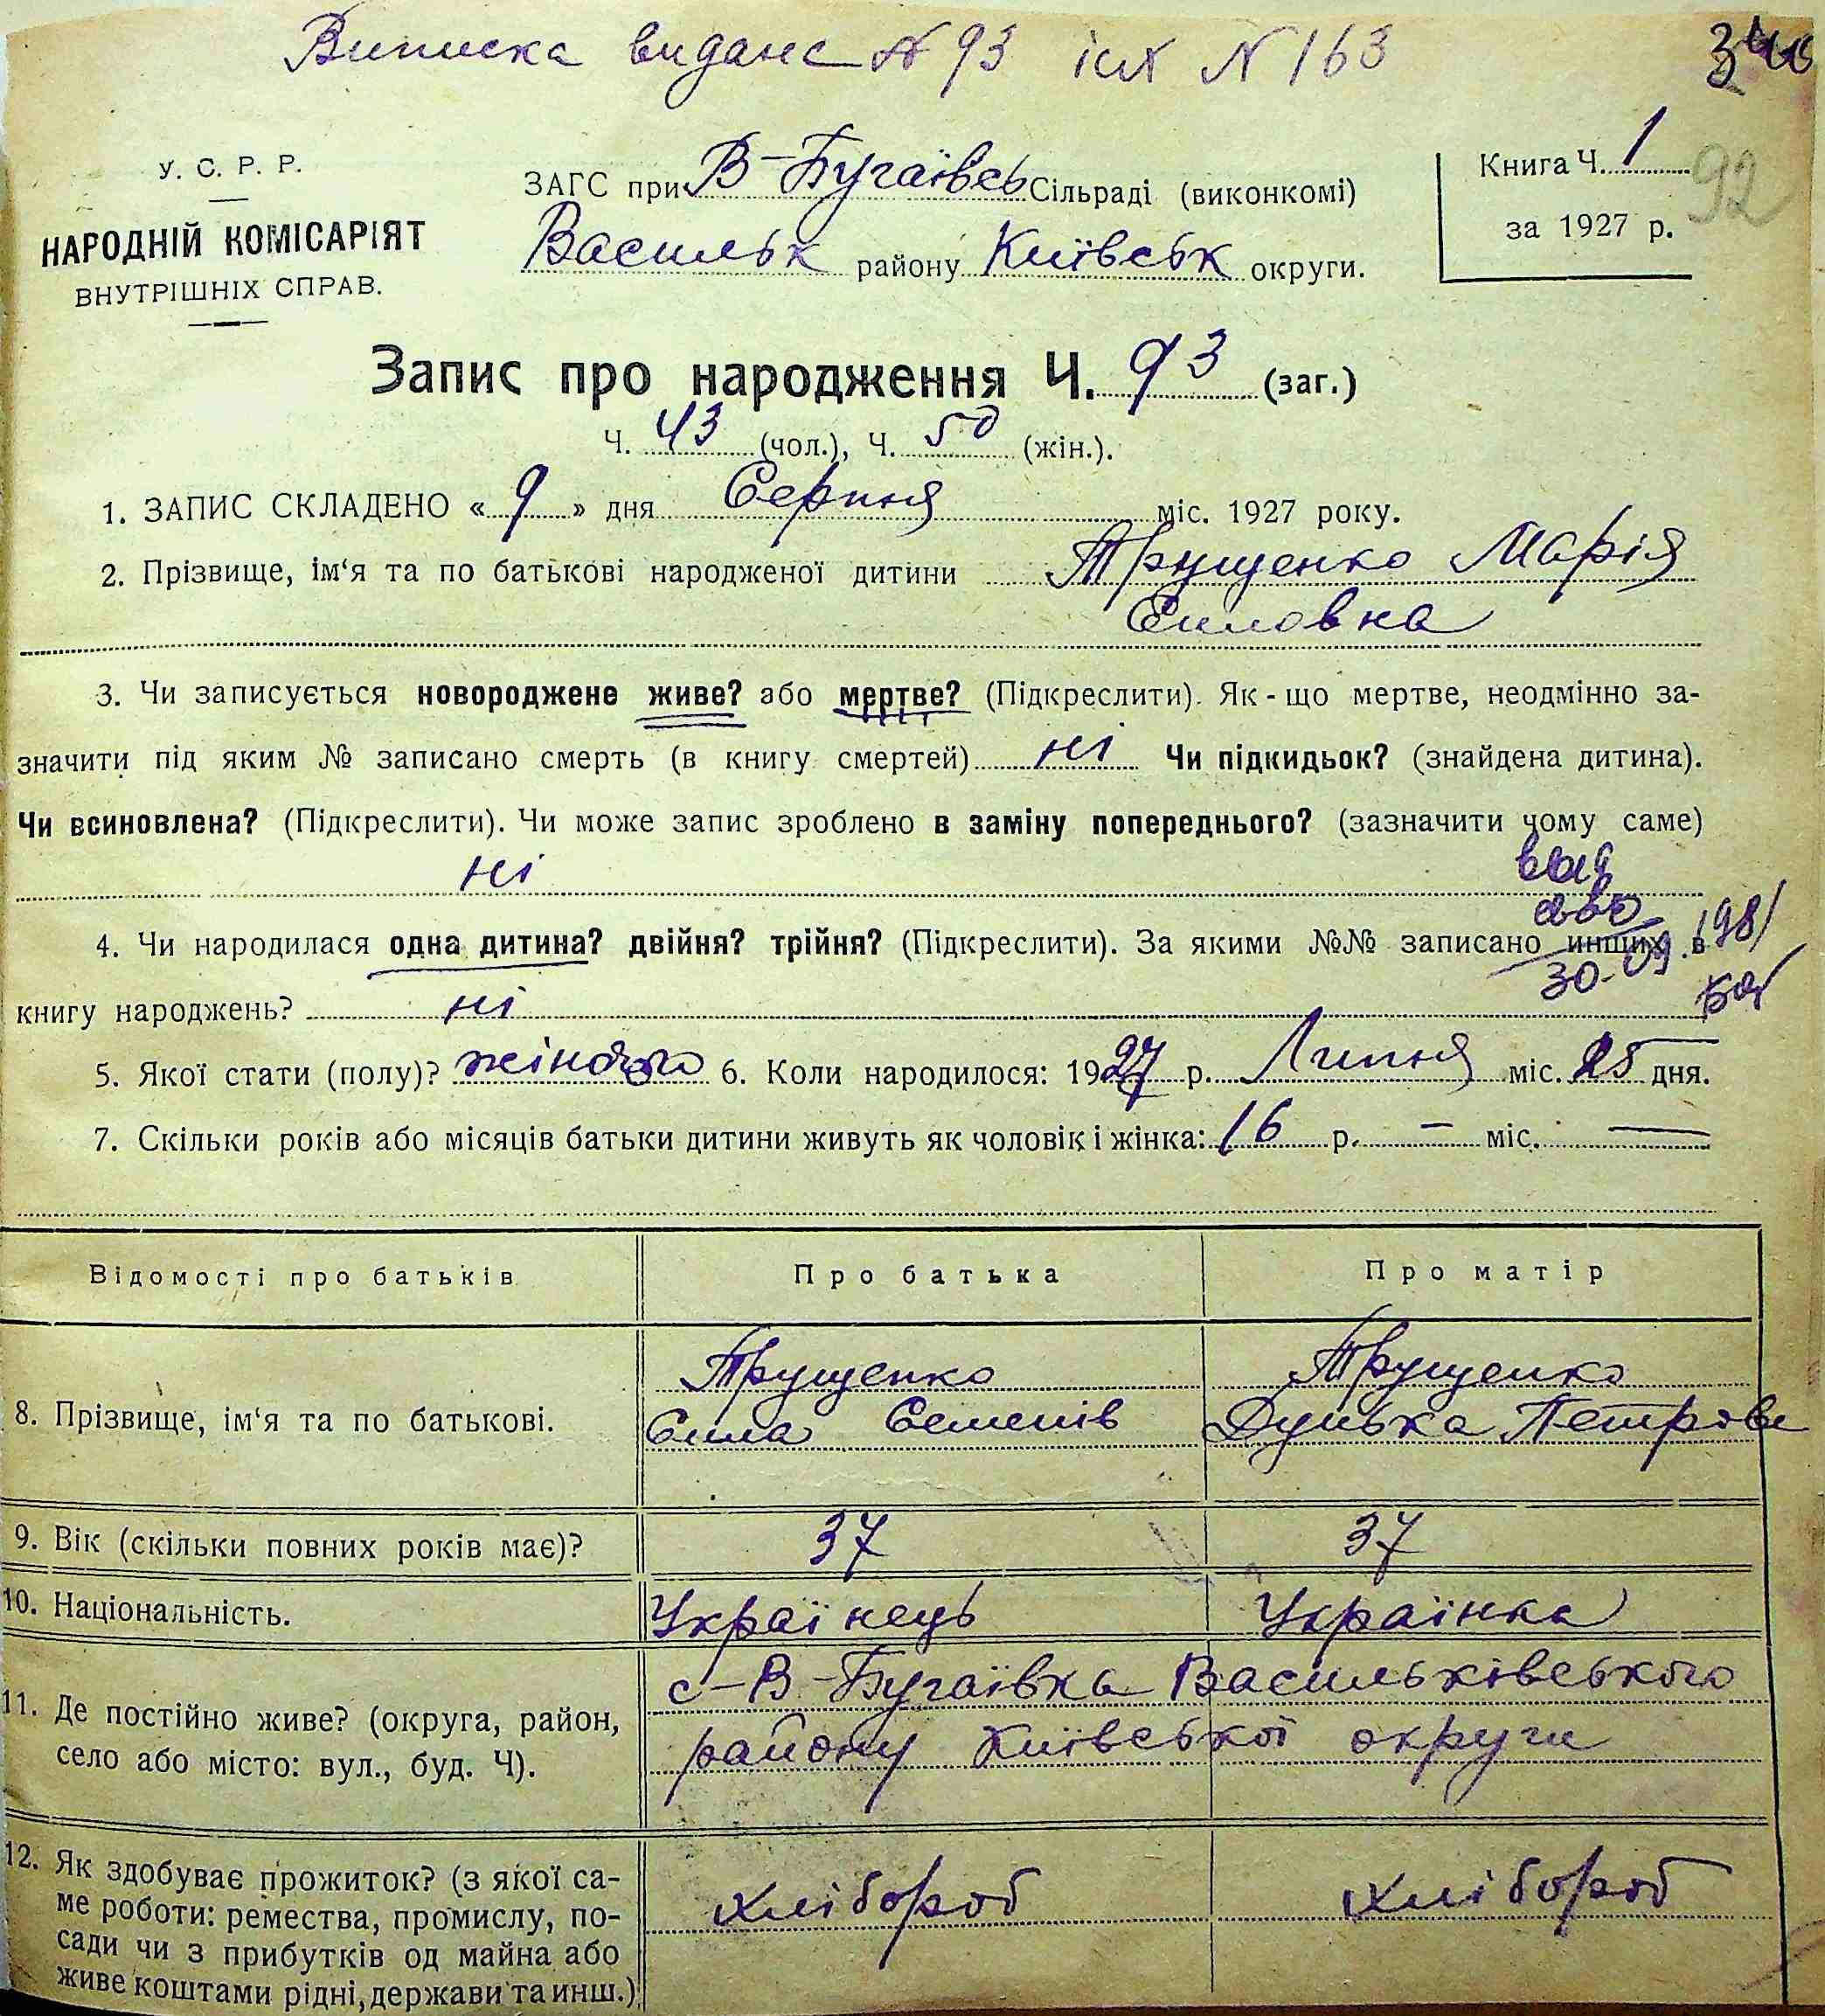 Виписка видане N 93 ісх N 163
У. С. Р. Р.
НАРОДНІЙ КОМІСАРІЯТ
ВНУТРІШНІХ СПРАВ.
ЗАГС при В-Бугаївсь Сільраді (виконкомі)
Васильк району Київськ округи.
Книга Ч. 1
92
за 1927 р.
Запис про народження Ч. 93 (заг.)
Ч. 43 (чол.), Ч. 50 (жін.).
1. ЗАПИС СКЛАДЕНО « 9 » дня Серпня міс. 1927 року.
2. Прізвище, ім‘я та по батькові народженої дитини Трущенко Марія
Силовна
3. Чи записується новороджене живе? або мертве? (Підкреслити). Як-що мертве, неодмінно за-
значити під яким № записано смерть (в книгу смертей) ні Чи підкидьок? (знайдена дитина).
Чи всиновлена? (Підкреслити). Чи може запис зроблено в заміну попереднього? (зазначити чому саме)
ні
4. Чи народилася одна дитина? двійня? трійня? (Підкреслити). За якими №№ записано инших в
30-09 1981
книгу народжень? ні
5. Якої стати (полу)? жіночого 6. Коли народилося: 1927 р. Липня міс. 25 дня.
7. Скільки років або місяців батьки дитини живуть як чоловік і жінка: 16 р. — міс. —
Відомості про батьків Про батька Про матір
Трущенко Трущенко
8. Прізвище, ім‘я та по батькові. Сила Семенів Дунька Петрове
9. Вік (скільки повних років має)? 37 37
10. Національність. Українець Українка
с-В-Бугаївка Васильківського
11. Де постійно живе? (округа, район,
району Київської округи
село або місто: вул., буд. Ч).
12. Як здобуває прожиток? (з якої са-
ме роботи: ремества, промислу, по- хлібороб хлібороб
сади чи з прибутків од майна або
живе коштами рідні, держави та инш.)